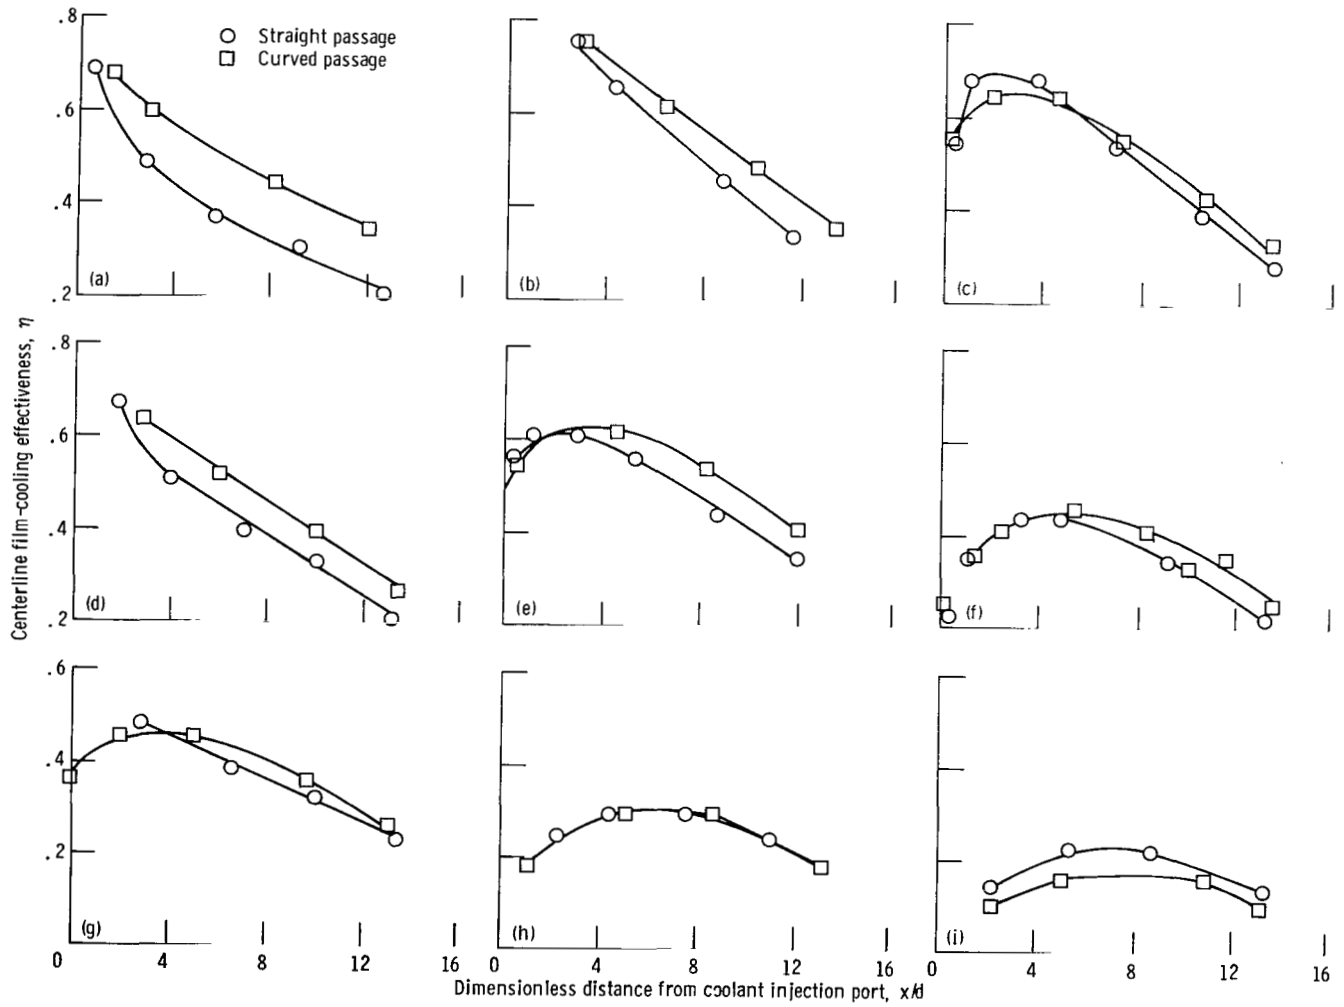 .8
○ Straight passage
□ Curved passage
.6
.4
.2
(a)
(b)
(c)
Centerline film-cooling effectiveness, η
.8
.6
.4
.2
(d)
(e)
(f)
.6
.4
.2
0
(g)
(h)
(i)
0 4 8 12 16
0 4 8 12 16
0 4 8 12 16
Dimensionless distance from coolant injection port, x/d